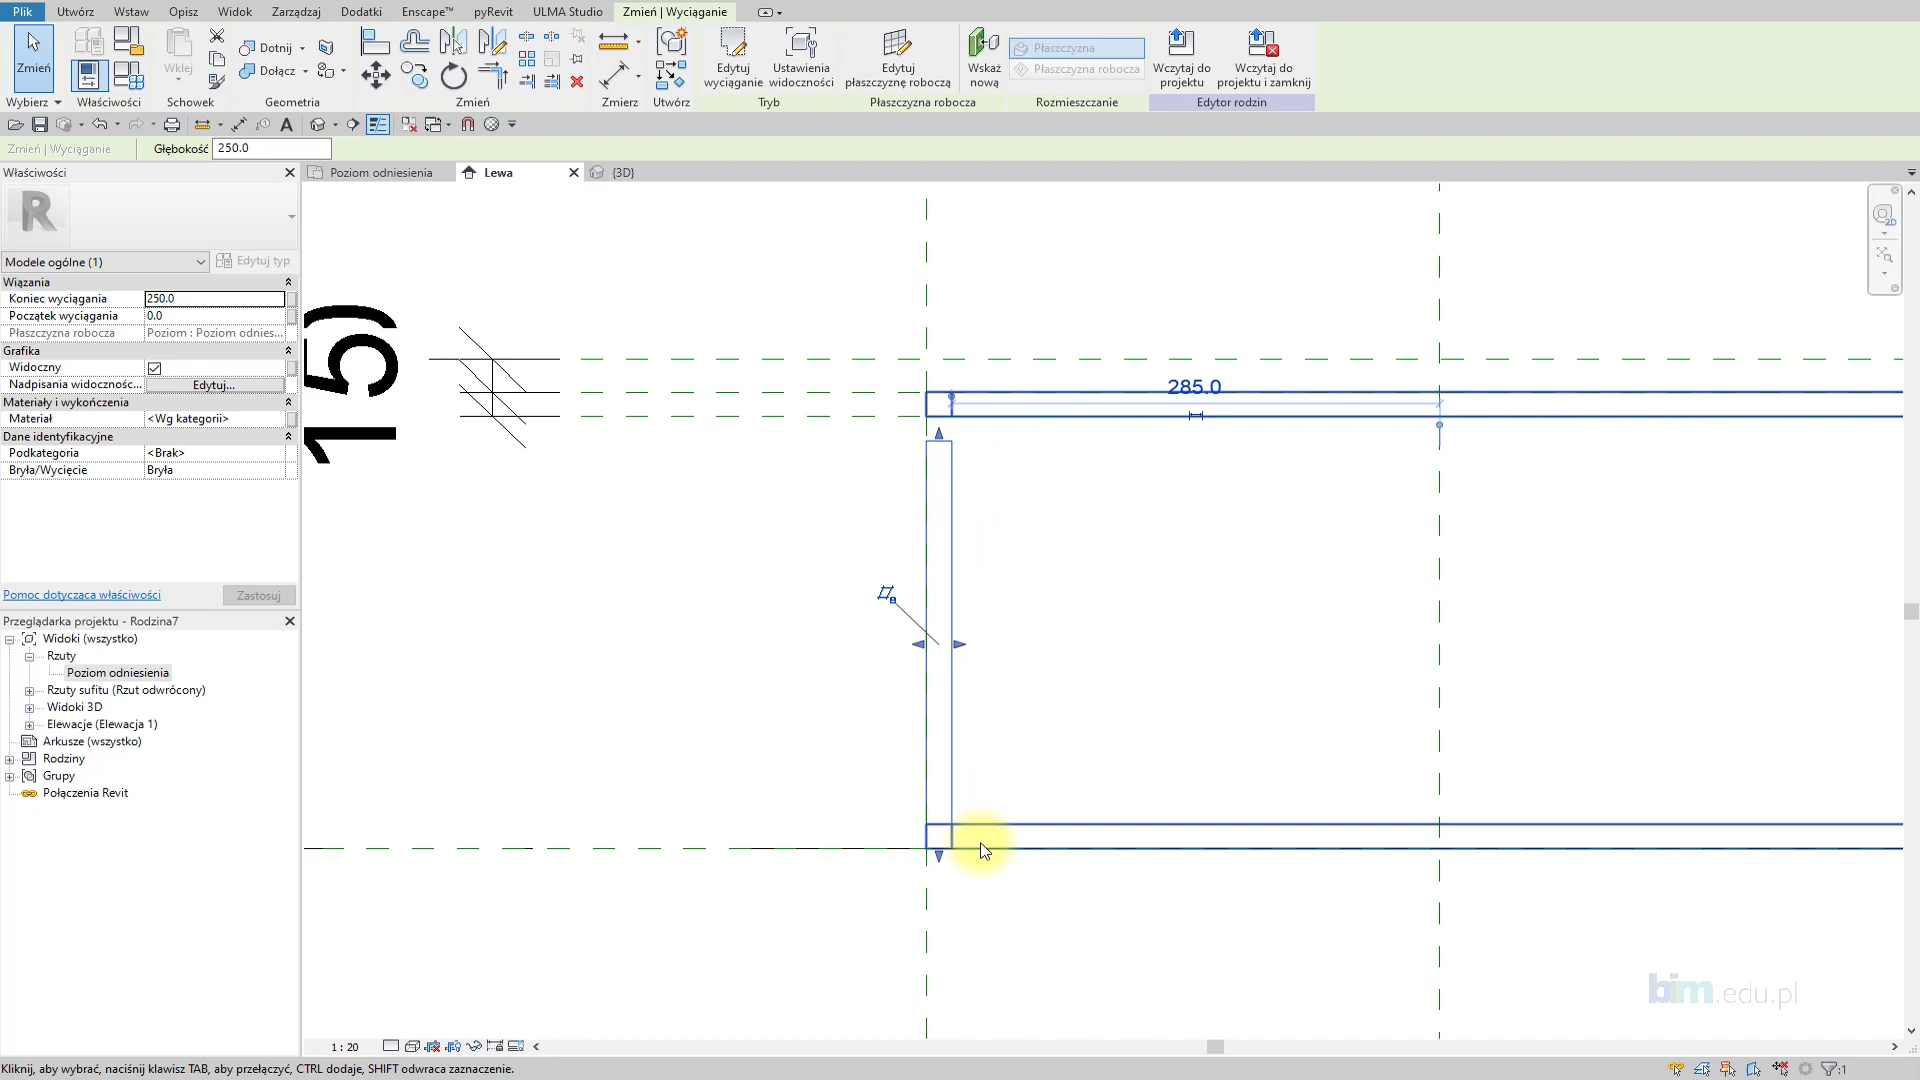 Plik Utwórz Wstaw Opisz Widok Zarządzaj Dodatki Enscape™ pyRevit ULMA Studio Zmień | Wyciąganie
Zmień
Wklej
Dotnij
Dołącz
Edytuj wyciąganie
Ustawienia widoczności
Edytuj płaszczyznę roboczą
Wskaż nową
Płaszczyzna
Płaszczyzna robocza
Wczytaj do projektu
Wczytaj do projektu i zamknij
Wybierz Właściwości Schowek Geometria Zmień Zmierz Utwórz Tryb Płaszczyzna robocza Rozmieszczanie Edytor rodzin
Zmień | Wyciąganie Głębokość 250.0
Właściwości
Poziom odniesienia Lewa {3D}
R
Modele ogólne (1) Edytuj typ
Wiązania
Koniec wyciągania 250.0
Początek wyciągania 0.0
Płaszczyzna robocza Poziom : Poziom odnies...
Grafika
Widoczny
Nadpisania widocznośc... Edytuj...
Materiały i wykończenia
Materiał <Wg kategorii>
Dane identyfikacyjne
Podkategoria <Brak>
Bryła/Wycięcie Bryła
Pomoc dotycząca właściwości Zastosuj
Przeglądarka projektu - Rodzina7
Widoki (wszystko)
Rzuty
Poziom odniesienia
Rzuty sufitu (Rzut odwrócony)
Widoki 3D
Elewacje (Elewacja 1)
Arkusze (wszystko)
Rodziny
Grupy
Połączenia Revit
15)
285.0
2D
bim.edu.pl
1 : 20
Kliknij, aby wybrać, naciśnij klawisz TAB, aby przełączyć, CTRL dodaje, SHIFT odwraca zaznaczenie.
:1